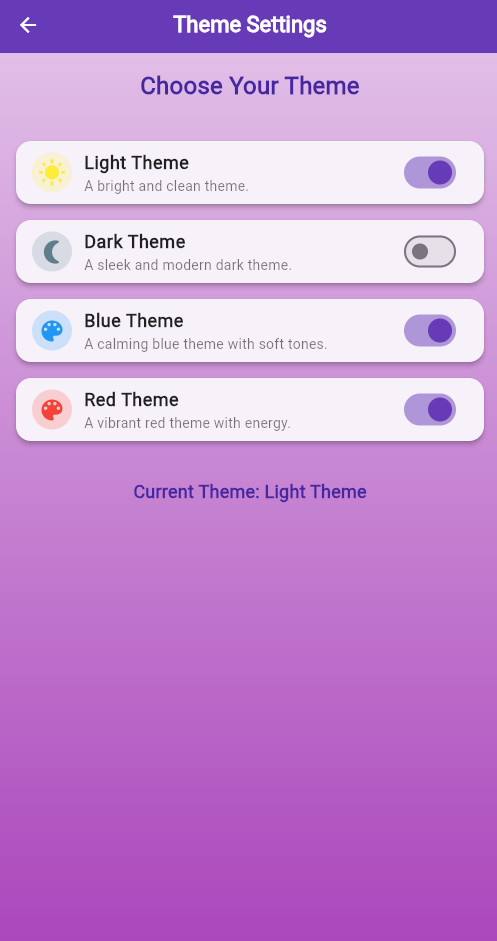 Theme Settings
Choose Your Theme
Light Theme
A bright and clean theme.
Dark Theme
A sleek and modern dark theme.
Blue Theme
A calming blue theme with soft tones.
Red Theme
A vibrant red theme with energy.
Current Theme: Light Theme